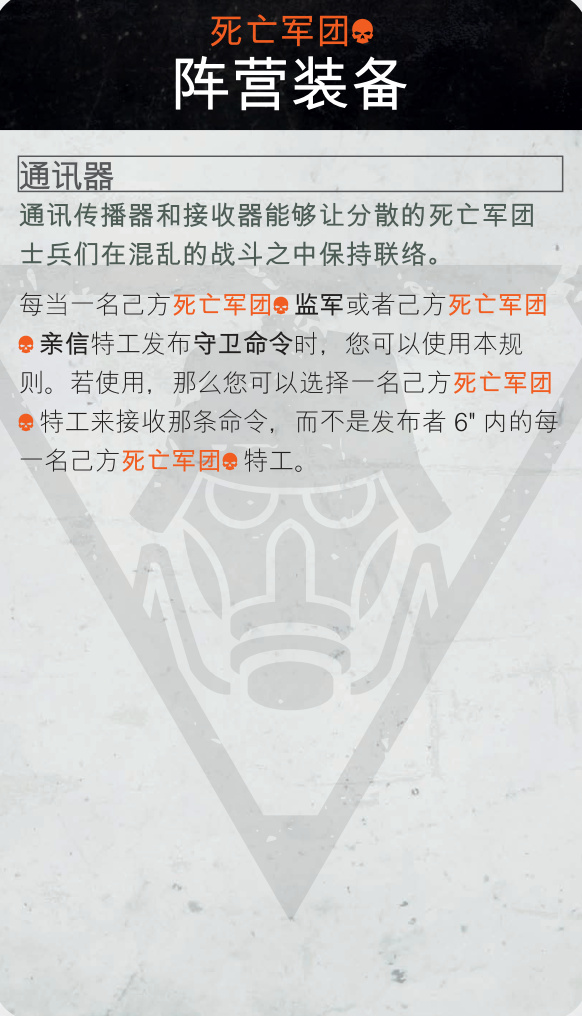 死亡军团
阵营装备
通讯器
通讯传播器和接收器能够让分散的死亡军团
士兵们在混乱的战斗之中保持联络。
每当一名己方死亡军团 监军或者己方死亡军团
亲信特工发布守卫命令时，您可以使用本规
则。若使用，那么您可以选择一名己方死亡军团
特工来接收那条命令，而不是发布者 6" 内的每
一名己方死亡军团 特工。